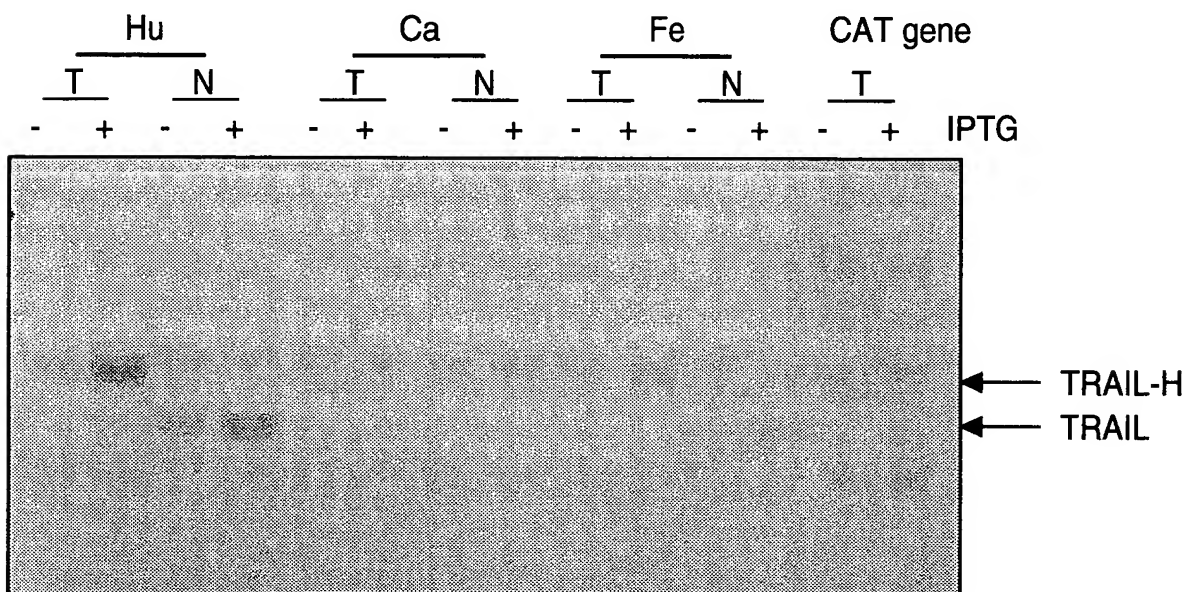 Hu Ca Fe CAT gene
T N T N T N T
- + - + - + - + - + - + - + IPTG
TRAIL-H
TRAIL